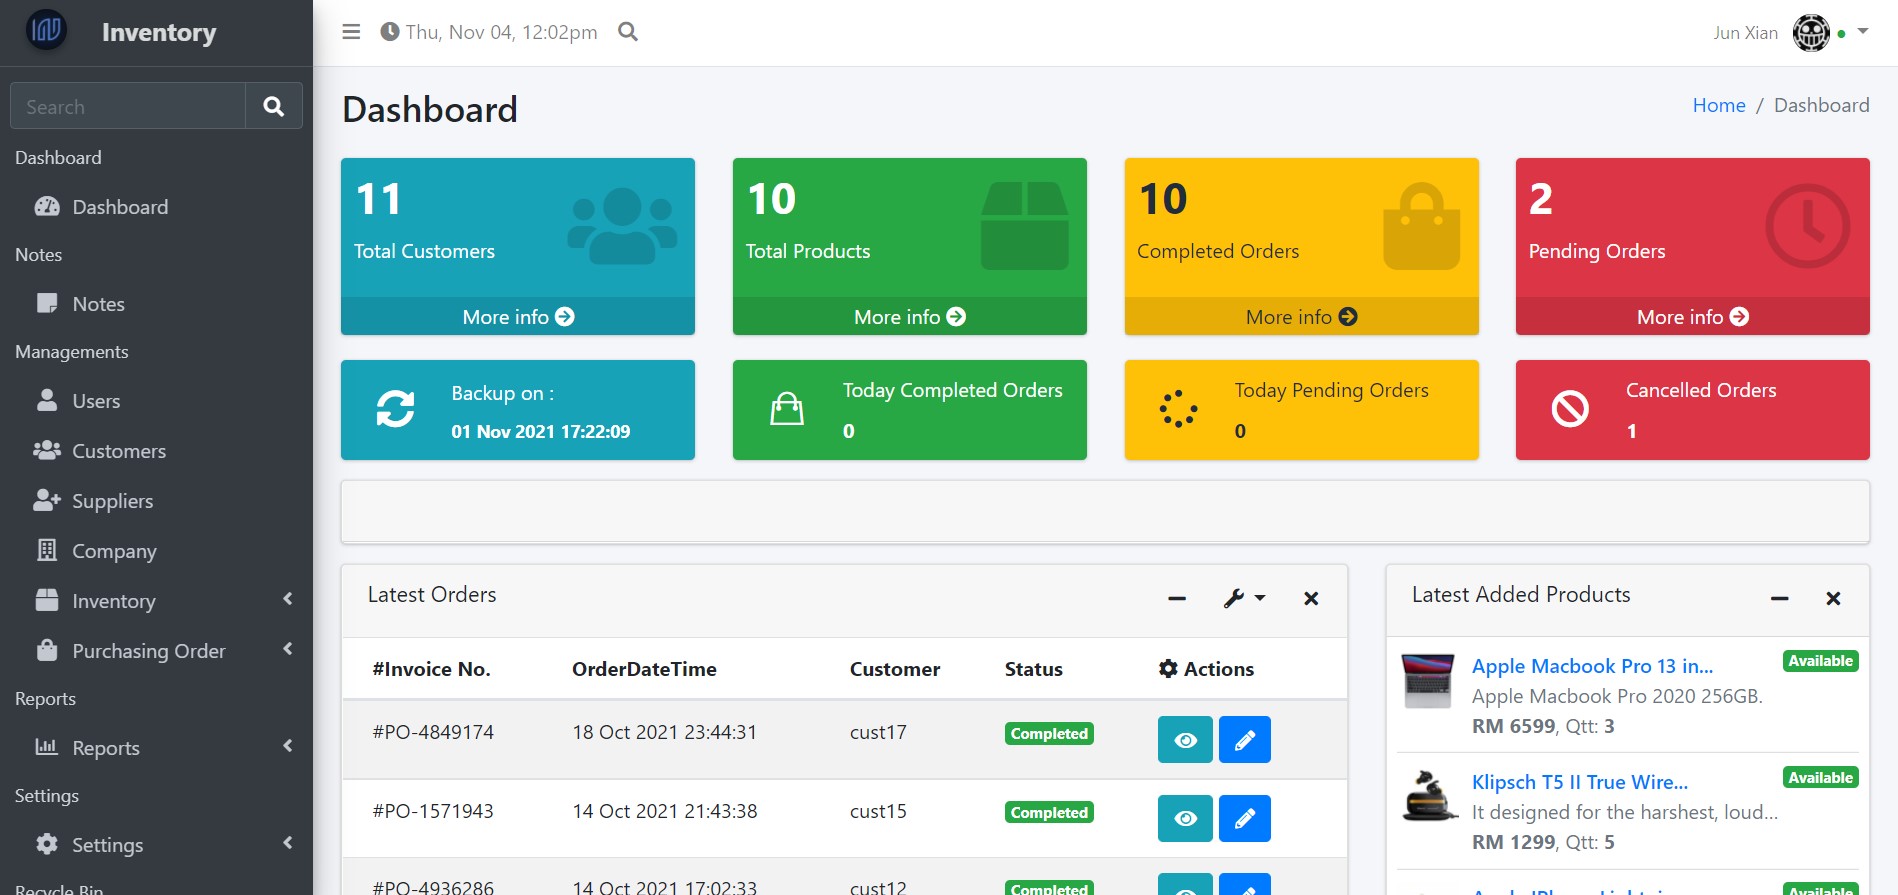 Inventory
Thu, Nov 04, 12:02pm
Jun Xian
Search
Dashboard
Dashboard
Notes
Notes
Managements
Users
Customers
Suppliers
Company
Inventory
Purchasing Order
Reports
Reports
Settings
Settings
Recycle Bin
Dashboard
Home / Dashboard
11
Total Customers
More info
10
Total Products
More info
10
Completed Orders
More info
2
Pending Orders
More info
Backup on :
01 Nov 2021 17:22:09
Today Completed Orders
0
Today Pending Orders
0
Cancelled Orders
1
Latest Orders
#Invoice No. OrderDateTime Customer Status Actions
#PO-4849174 18 Oct 2021 23:44:31 cust17 Completed
#PO-1571943 14 Oct 2021 21:43:38 cust15 Completed
#PO-4936286 14 Oct 2021 17:02:33 cust12 Completed
Latest Added Products
Apple Macbook Pro 13 in... Available
Apple Macbook Pro 2020 256GB.
RM 6599, Qtt: 3
Klipsch T5 II True Wire... Available
It designed for the harshest, loud...
RM 1299, Qtt: 5
Available